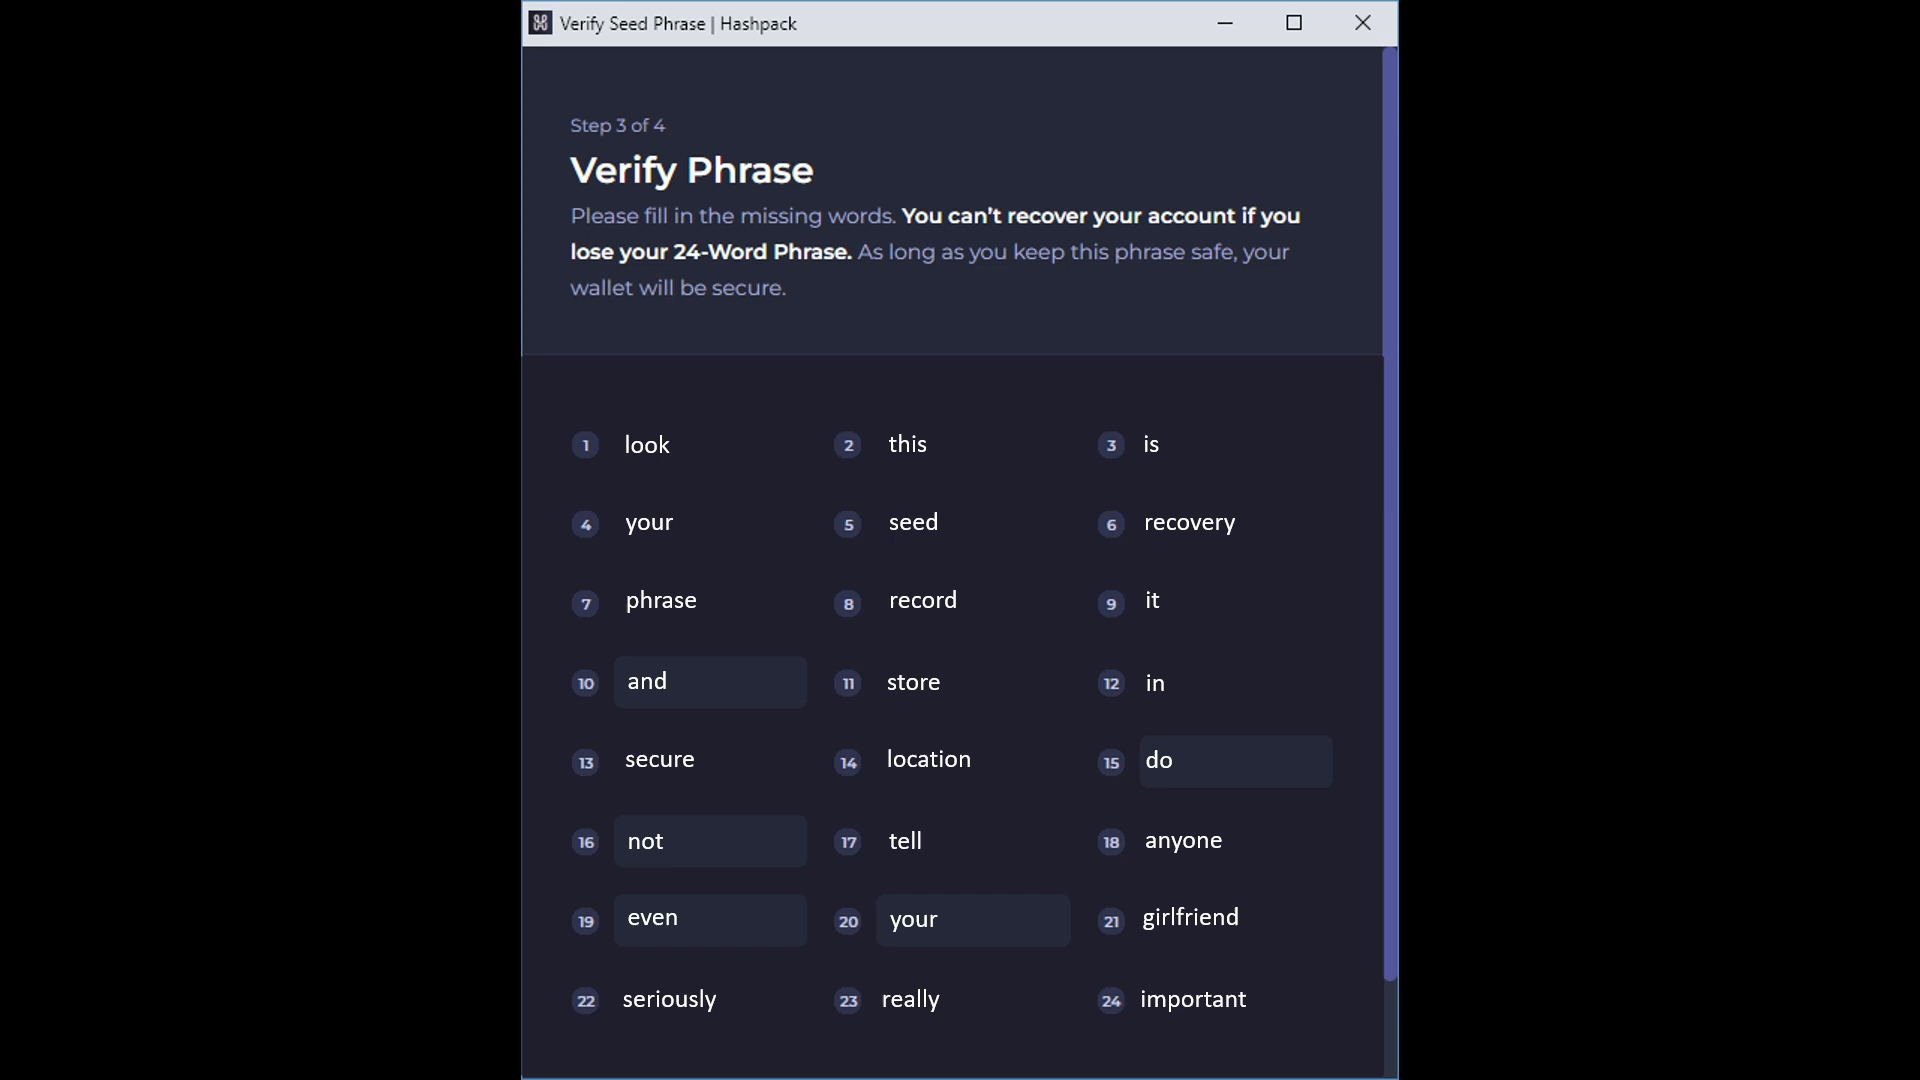 Verify Seed Phrase | Hashpack
Step 3 of 4
Verify Phrase
Please fill in the missing words. You can't recover your account if you
lose your 24-Word Phrase. As long as you keep this phrase safe, your
wallet will be secure.
1 look 2 this 3 is
4 your 5 seed 6 recovery
7 phrase 8 record 9 it
10 and 11 store 12 in
13 secure 14 location 15 do
16 not 17 tell 18 anyone
19 even 20 your 21 girlfriend
22 seriously 23 really 24 important